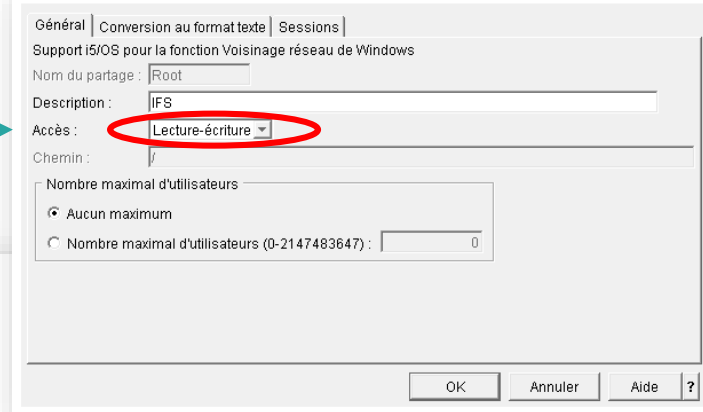 Général Conversion au format texte Sessions
Support i5/OS pour la fonction Voisinage réseau de Windows
Nom du partage : Root
Description : IFS
Accès : Lecture-écriture
Chemin : /
Nombre maximal d'utilisateurs
Aucun maximum
Nombre maximal d'utilisateurs (0-2147483647) : 0
OK Annuler Aide ?